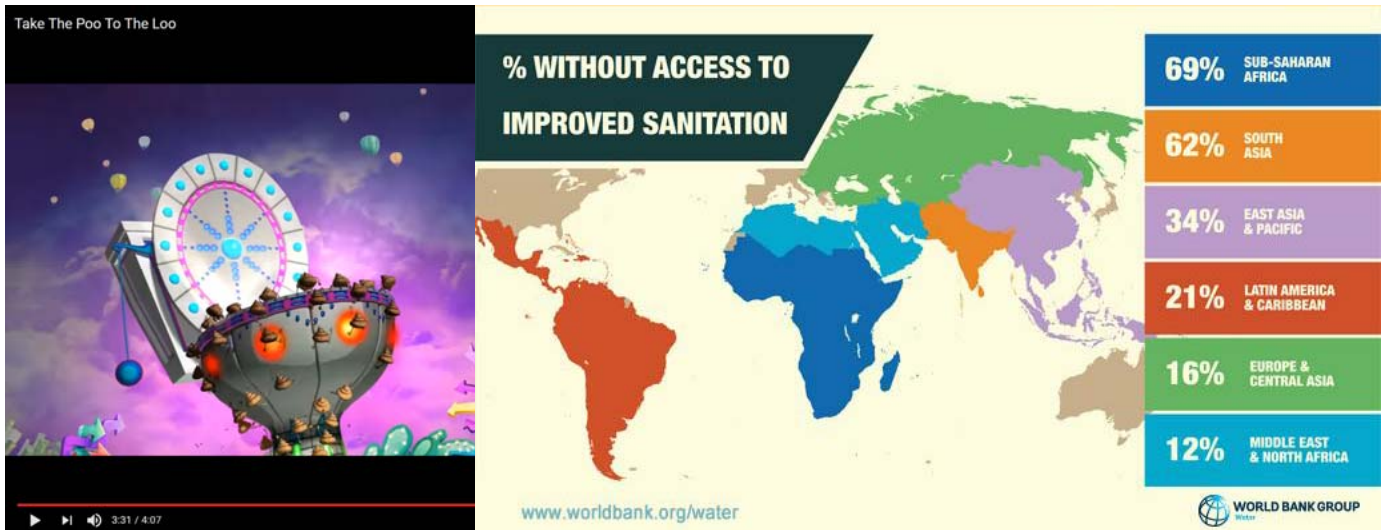 Take The Poo To The Loo
3:31 / 4:07
% WITHOUT ACCESS TO
IMPROVED SANITATION
69% SUB-SAHARAN
AFRICA
62% SOUTH
ASIA
34% EAST ASIA
& PACIFIC
21% LATIN AMERICA
& CARIBBEAN
16% EUROPE &
CENTRAL ASIA
12% MIDDLE EAST
& NORTH AFRICA
www.worldbank.org/water
WORLD BANK GROUP
Water